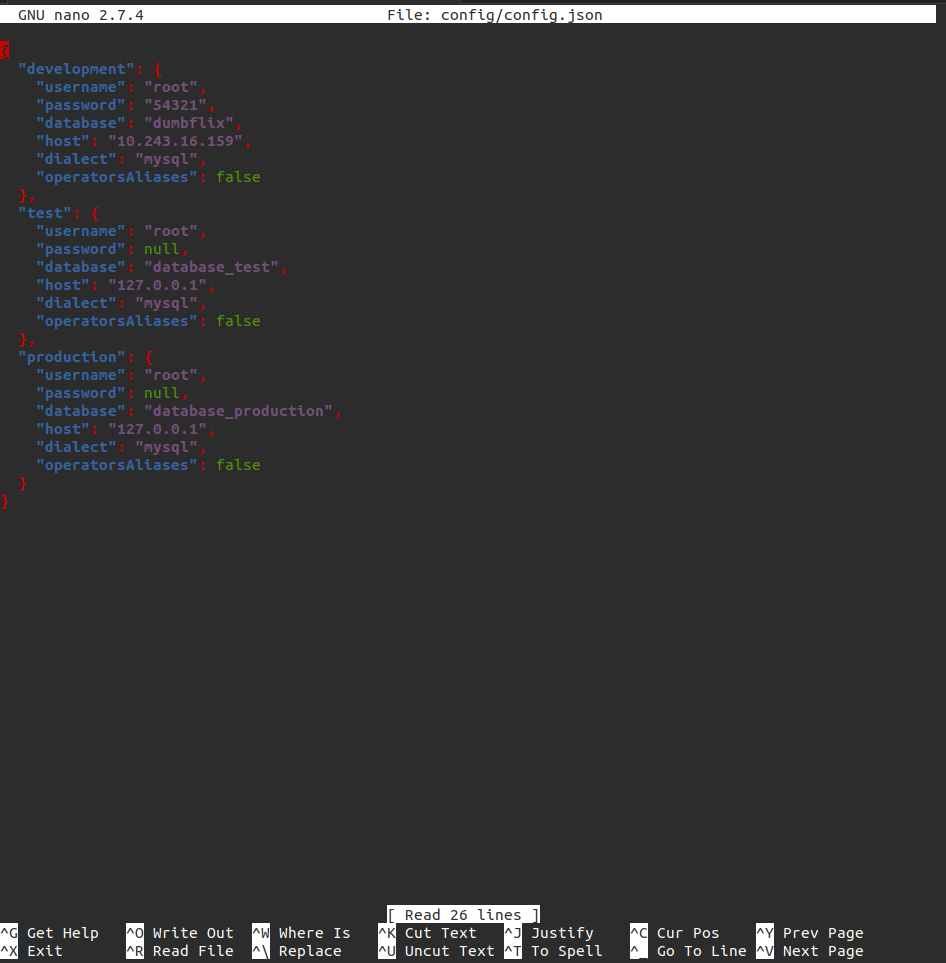 GNU nano 2.7.4 File: config/config.json
{
  "development": {
    "username": "root",
    "password": "54321",
    "database": "dumbflix",
    "host": "10.243.16.159",
    "dialect": "mysql",
    "operatorsAliases": false
  },
  "test": {
    "username": "root",
    "password": null,
    "database": "database_test",
    "host": "127.0.0.1",
    "dialect": "mysql",
    "operatorsAliases": false
  },
  "production": {
    "username": "root",
    "password": null,
    "database": "database_production",
    "host": "127.0.0.1",
    "dialect": "mysql",
    "operatorsAliases": false
  }
}
[ Read 26 lines ]
^G Get Help ^O Write Out ^W Where Is ^K Cut Text ^J Justify ^C Cur Pos ^Y Prev Page
^X Exit ^R Read File ^\ Replace ^U Uncut Text ^T To Spell ^_ Go To Line ^V Next Page